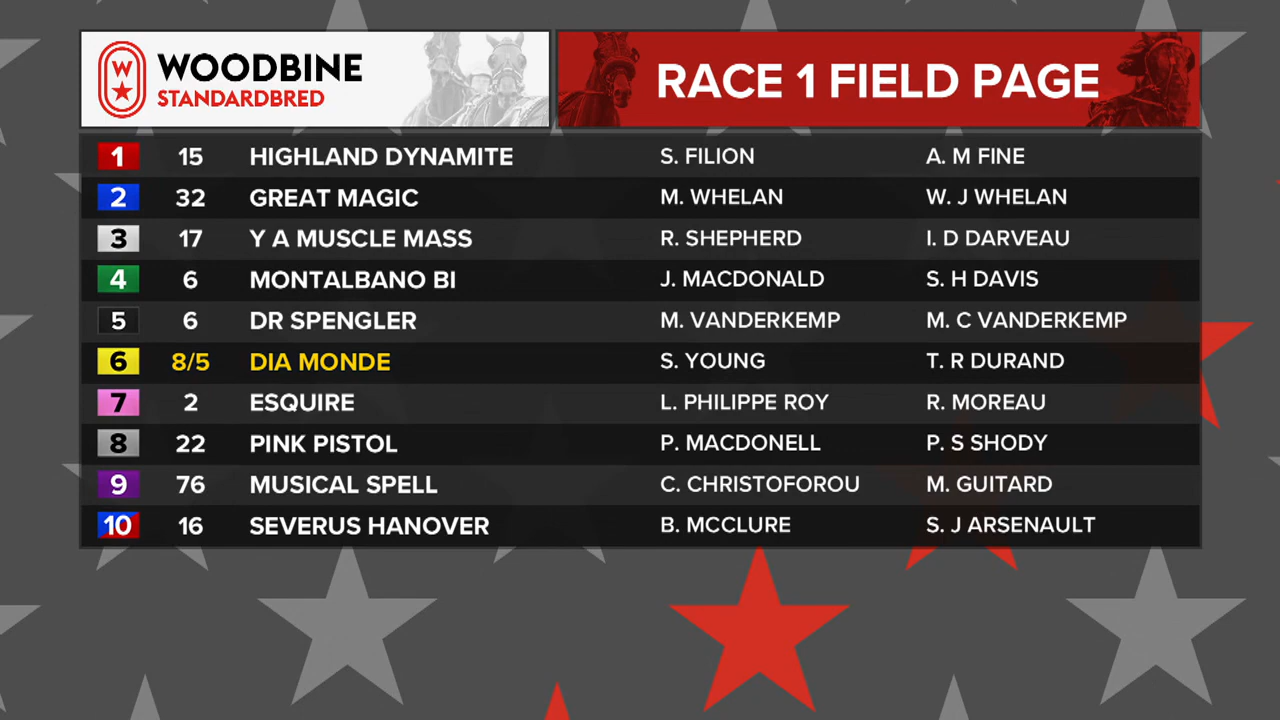 W
WOODBINE
STANDARDBRED
RACE 1 FIELD PAGE
1 15 HIGHLAND DYNAMITE S. FILION A. M FINE
2 32 GREAT MAGIC M. WHELAN W. J WHELAN
3 17 Y A MUSCLE MASS R. SHEPHERD I. D DARVEAU
4 6 MONTALBANO BI J. MACDONALD S. H DAVIS
5 6 DR SPENGLER M. VANDERKEMP M. C VANDERKEMP
6 8/5 DIA MONDE S. YOUNG T. R DURAND
7 2 ESQUIRE L. PHILIPPE ROY R. MOREAU
8 22 PINK PISTOL P. MACDONELL P. S SHODY
9 76 MUSICAL SPELL C. CHRISTOFOROU M. GUITARD
10 16 SEVERUS HANOVER B. MCCLURE S. J ARSENAULT